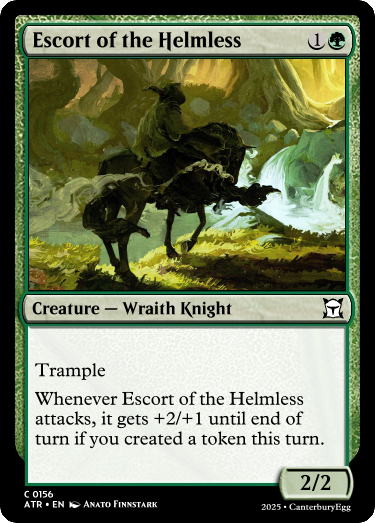 Escort of the Helmless 1
Creature — Wraith Knight
Trample
Whenever Escort of the Helmless
attacks, it gets +2/+1 until end of
turn if you created a token this turn.
2/2
C 0156
ATR • EN Anato Finnstark
2025 • CanterburyEgg